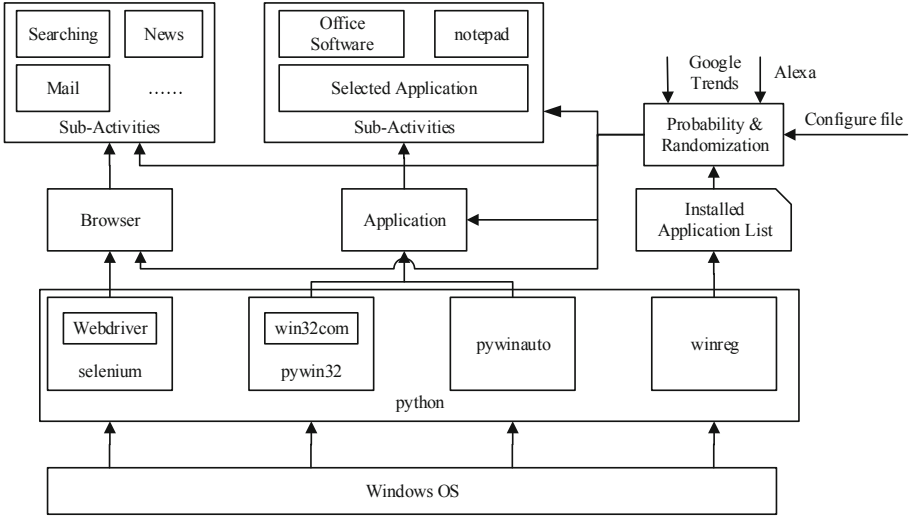 Searching
News
Mail
……
Sub-Activities
Office
Software
notepad
Selected Application
Sub-Activities
Google
Trends
Alexa
Probability &
Randomization
Configure file
Browser
Application
Installed
Application List
Webdriver
selenium
win32com
pywin32
pywinauto
winreg
python
Windows OS